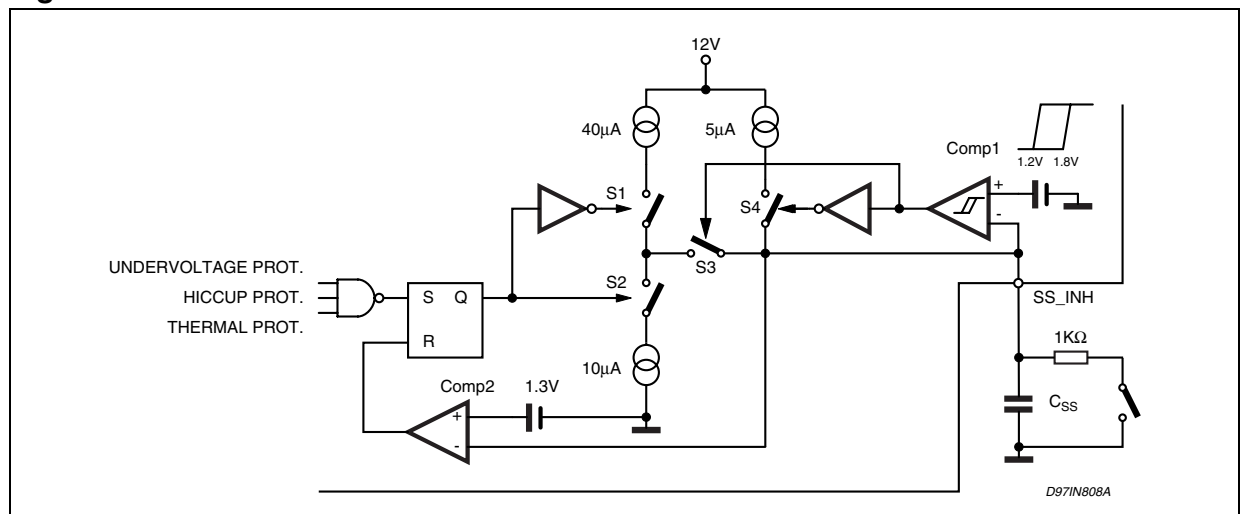 12V
40μA
5μA
Comp1
1.2V 1.8V
+
-
S1
S4
S3
UNDERVOLTAGE PROT.
HICCUP PROT.
THERMAL PROT.
S Q
R
S2
SS_INH
10μA
1KΩ
Comp2
1.3V
+
-
CSS
D97IN808A